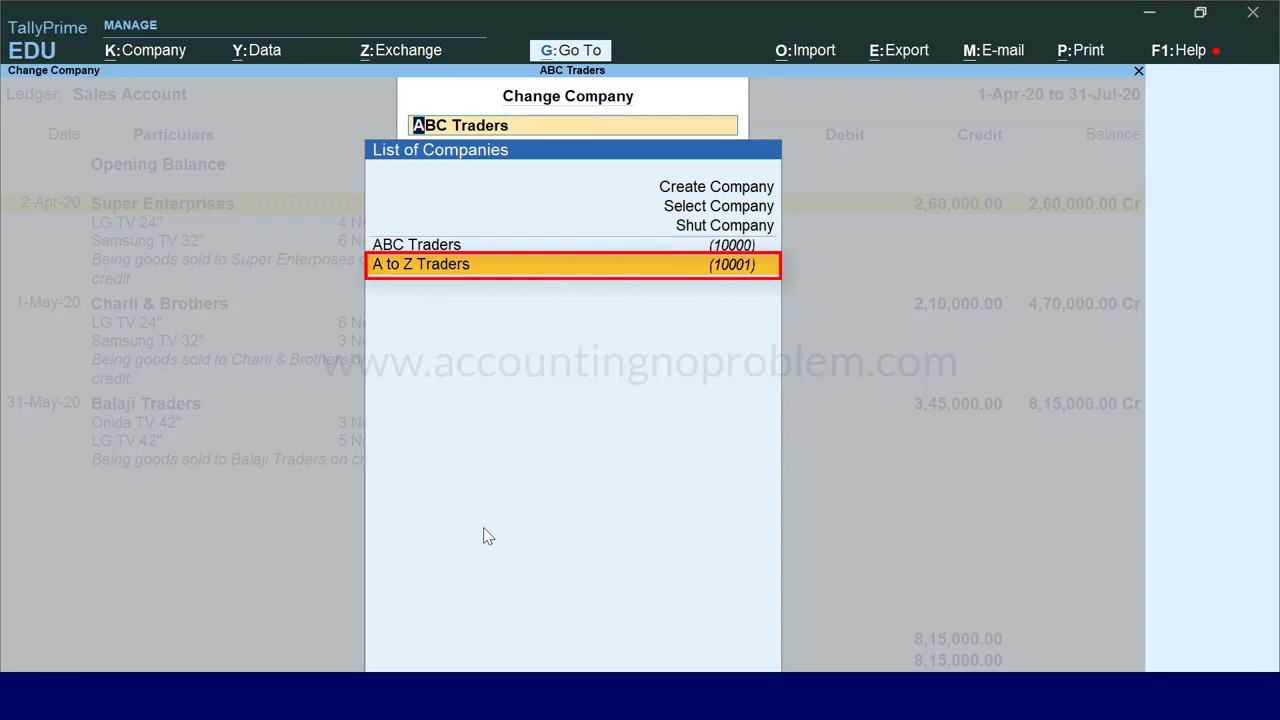 TallyPrime
EDU
MANAGE
K:Company Y:Data Z:Exchange G:Go To O:Import E:Export M:E-mail P:Print F1:Help
Change Company ABC Traders
Ledger: Sales Account 1-Apr-20 to 31-Jul-20
Change Company
ABC Traders
Date Particulars Debit Credit Balance
List of Companies
Opening Balance
Create Company
Select Company
Shut Company
2-Apr-20 Super Enterprises 2,60,000.00 2,60,000.00 Cr
LG TV 24" 4
Samsung TV 32" 6
ABC Traders (10000)
Being goods sold to Super Enterprises
A to Z Traders (10001)
1-May-20 Charli & Brothers 2,10,000.00 4,70,000.00 Cr
LG TV 24" 6
Samsung TV 32" 3
Being goods sold to Charli & Brothers
credit.
www.accountingnoproblem.com
31-May-20 Balaji Traders 3,45,000.00 8,15,000.00 Cr
Onida TV 42" 3
LG TV 42" 5
Being goods sold to Balaji Traders on
8,15,000.00
8,15,000.00